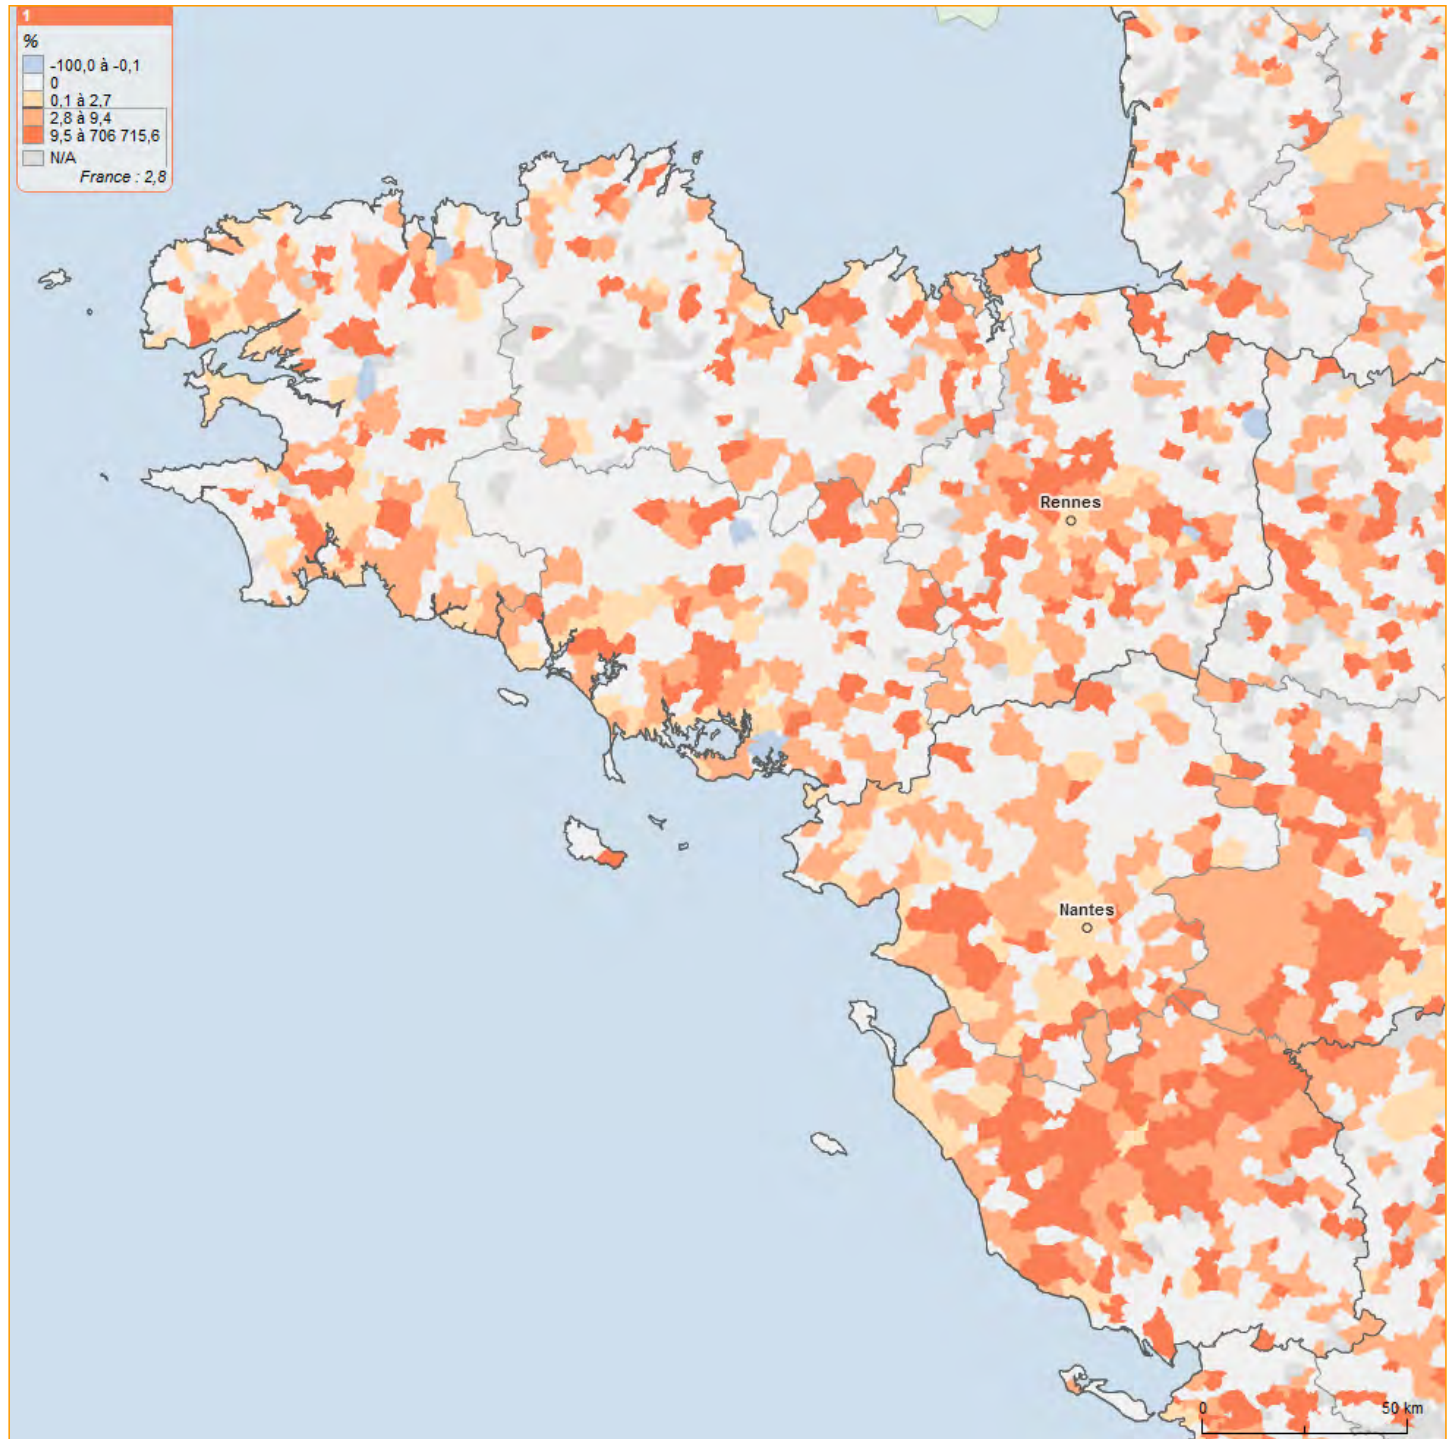 1
%
-100,0 à -0,1
0
0,1 à 2,7
2,8 à 9,4
9,5 à 706 715,6
N/A
France : 2,8
Rennes
Nantes
0 50 km